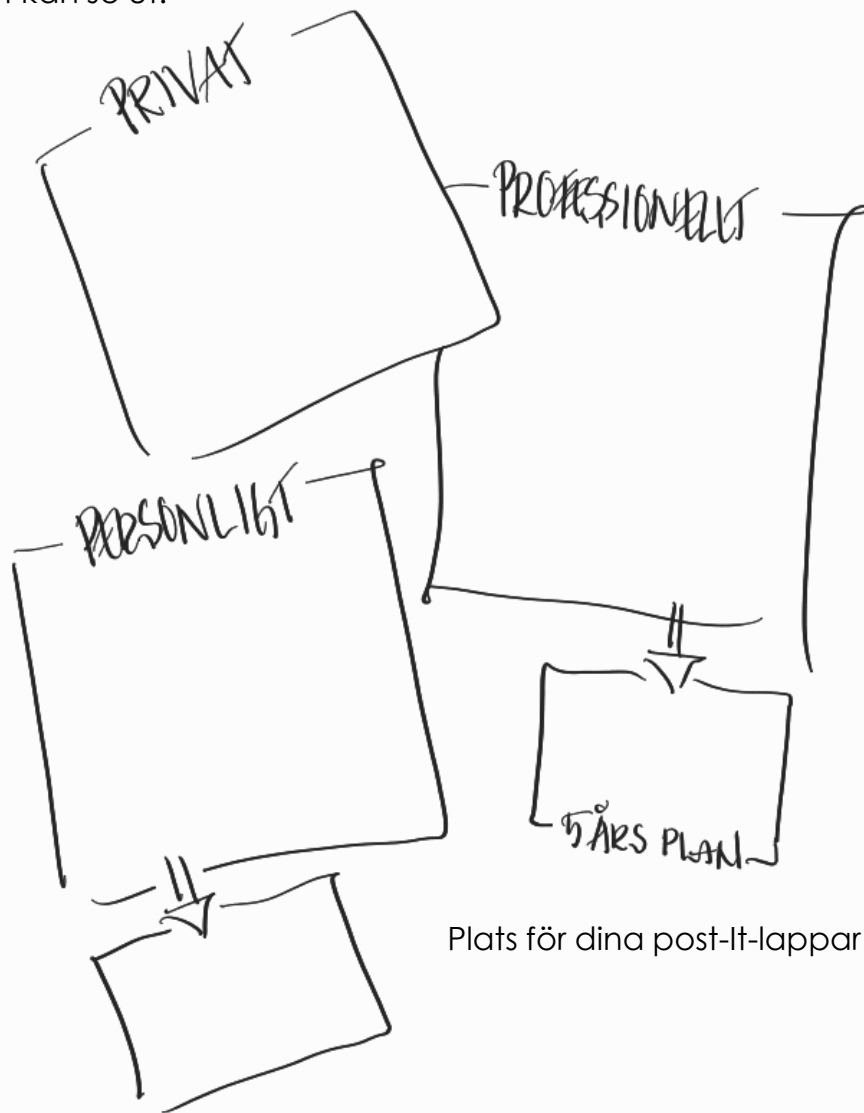 PRIVAT
PROFESSIONELLT
PERSONLIGT
5 ÅRS PLAN
Plats för dina post-It-lappar